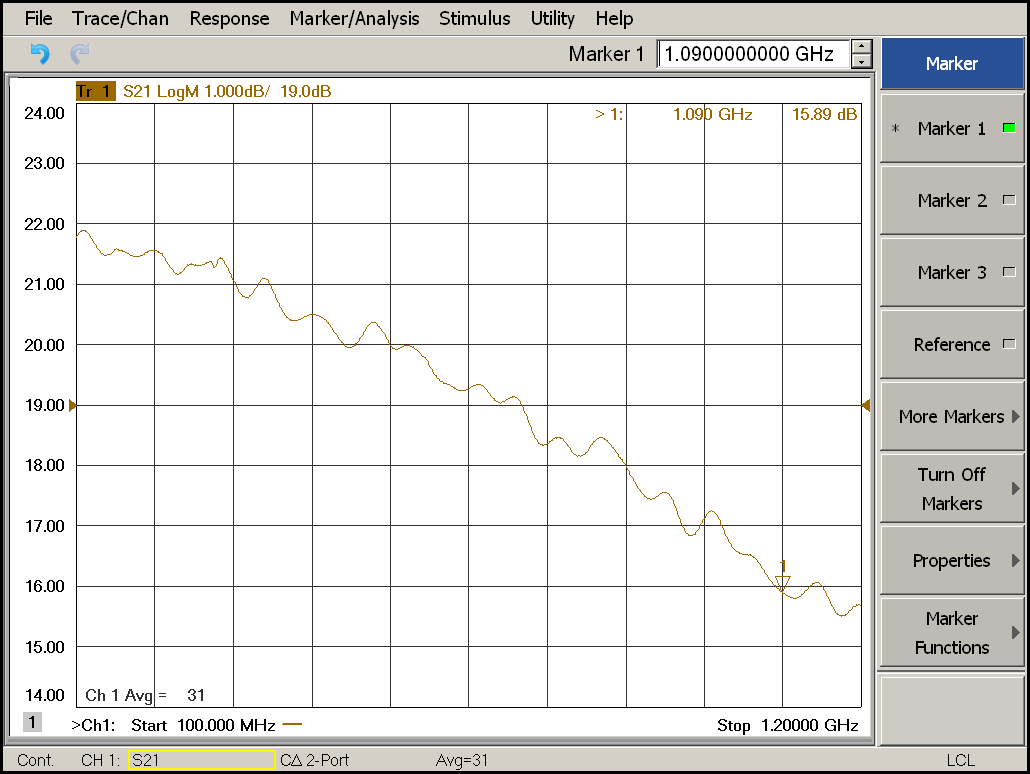 File Trace/Chan Response Marker/Analysis Stimulus Utility Help
Marker 1 1.0900000000 GHz
Marker
Tr 1 S21 LogM 1.000dB/ 19.0dB
> 1: 1.090 GHz 15.89 dB
24.00
23.00
22.00
21.00
20.00
19.00
18.00
17.00
16.00
15.00
14.00
1
Ch 1 Avg = 31
1 >Ch1: Start 100.000 MHz Stop 1.20000 GHz
* Marker 1
Marker 2
Marker 3
Reference
More Markers
Turn Off
Markers
Properties
Marker
Functions
Cont. CH 1: S21 C∆ 2-Port Avg=31 LCL